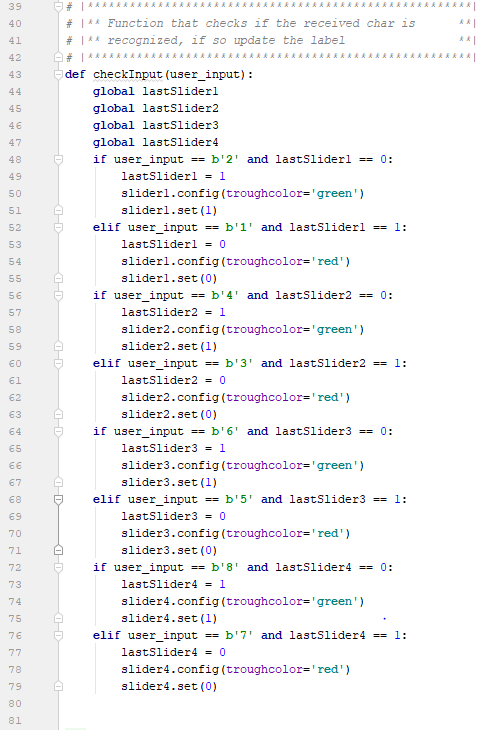 39 # |*******************************************************|
40 # |** Function that checks if the received char is      **|
41 # |** recognized, if so update the label                **|
42 # |*******************************************************|
43 def checkInput(user_input):
44     global lastSlider1
45     global lastSlider2
46     global lastSlider3
47     global lastSlider4
48     if user_input == b'2' and lastSlider1 == 0:
49         lastSlider1 = 1
50         slider1.config(troughcolor='green')
51         slider1.set(1)
52     elif user_input == b'1' and lastSlider1 == 1:
53         lastSlider1 = 0
54         slider1.config(troughcolor='red')
55         slider1.set(0)
56     if user_input == b'4' and lastSlider2 == 0:
57         lastSlider2 = 1
58         slider2.config(troughcolor='green')
59         slider2.set(1)
60     elif user_input == b'3' and lastSlider2 == 1:
61         lastSlider2 = 0
62         slider2.config(troughcolor='red')
63         slider2.set(0)
64     if user_input == b'6' and lastSlider3 == 0:
65         lastSlider3 = 1
66         slider3.config(troughcolor='green')
67         slider3.set(1)
68     elif user_input == b'5' and lastSlider3 == 1:
69         lastSlider3 = 0
70         slider3.config(troughcolor='red')
71         slider3.set(0)
72     if user_input == b'8' and lastSlider4 == 0:
73         lastSlider4 = 1
74         slider4.config(troughcolor='green')
75         slider4.set(1)
76     elif user_input == b'7' and lastSlider4 == 1:
77         lastSlider4 = 0
78         slider4.config(troughcolor='red')
79         slider4.set(0)
80
81